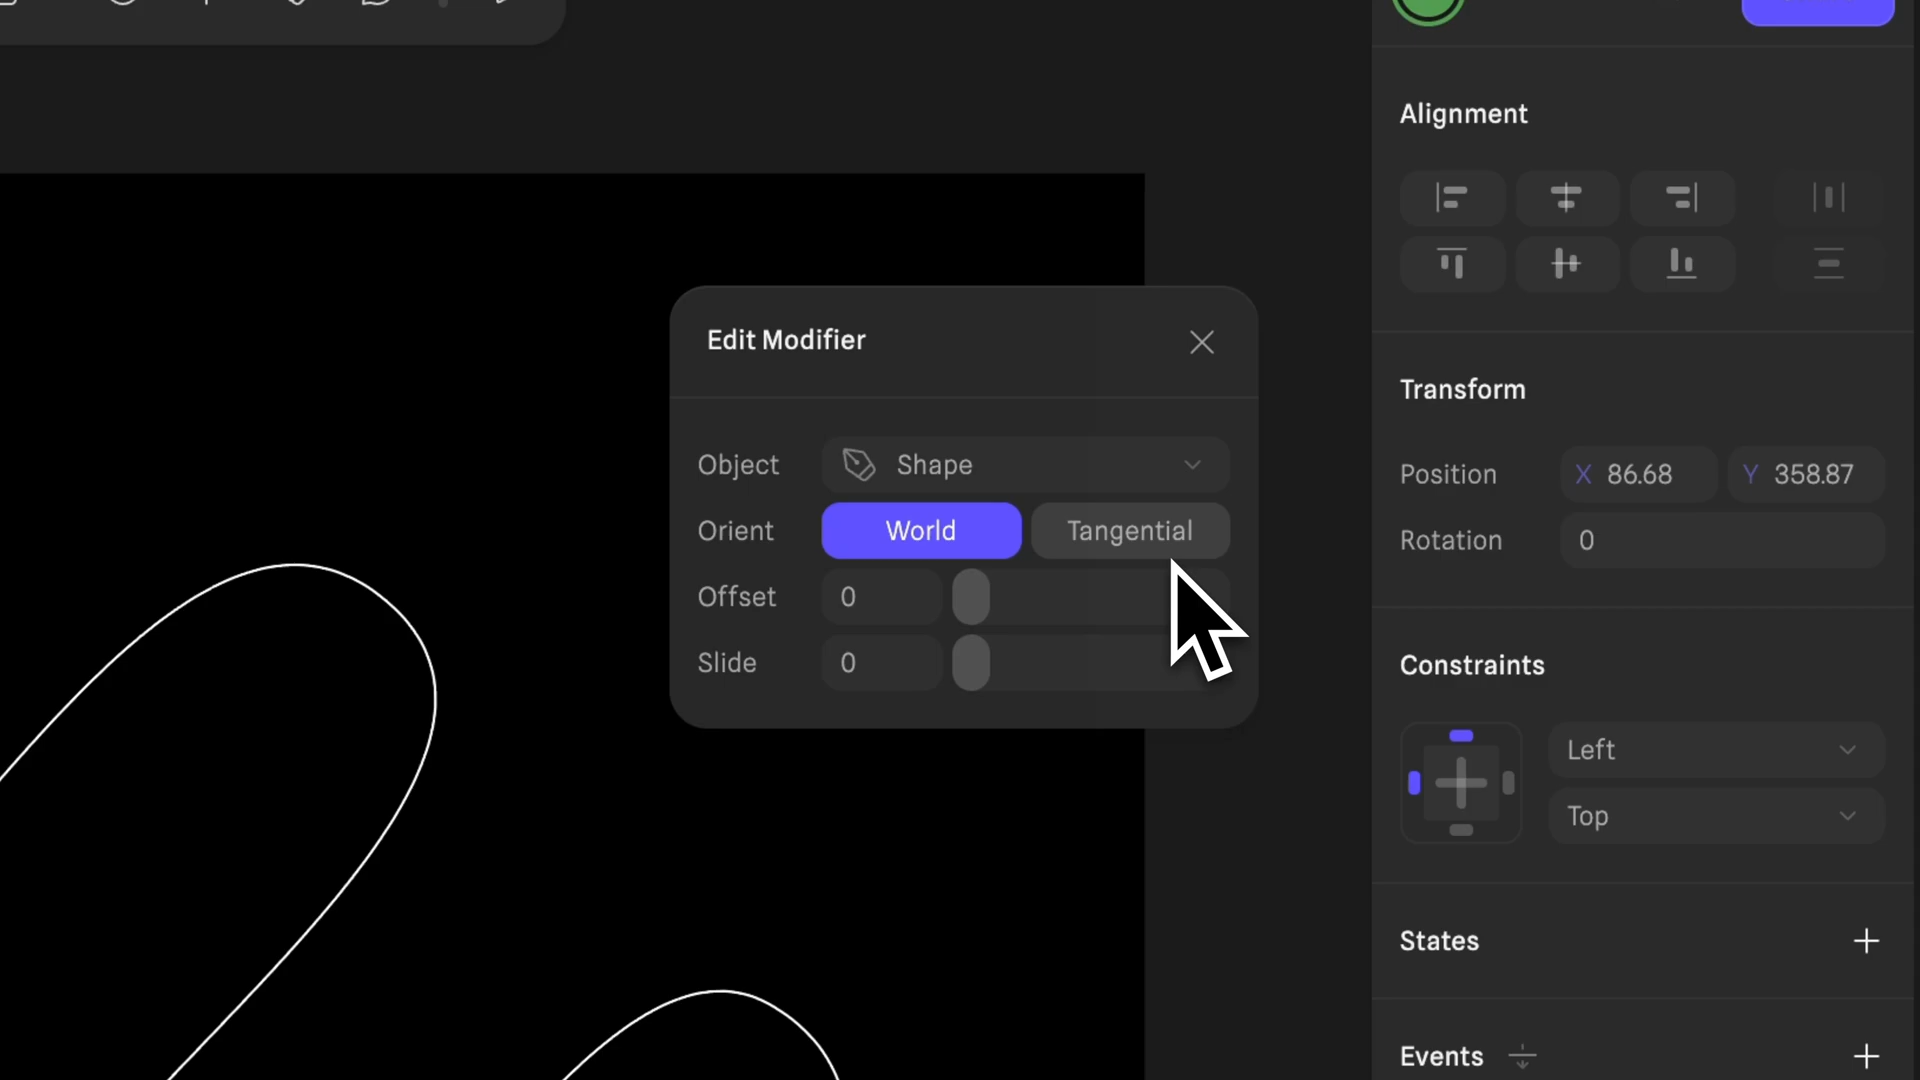 Alignment
Edit Modifier
Transform
Object
Shape
Position
X 86.68
Y 358.87
Orient
World
Tangential
Rotation
0
Offset
0
Slide
0
Constraints
Left
Top
States
Events